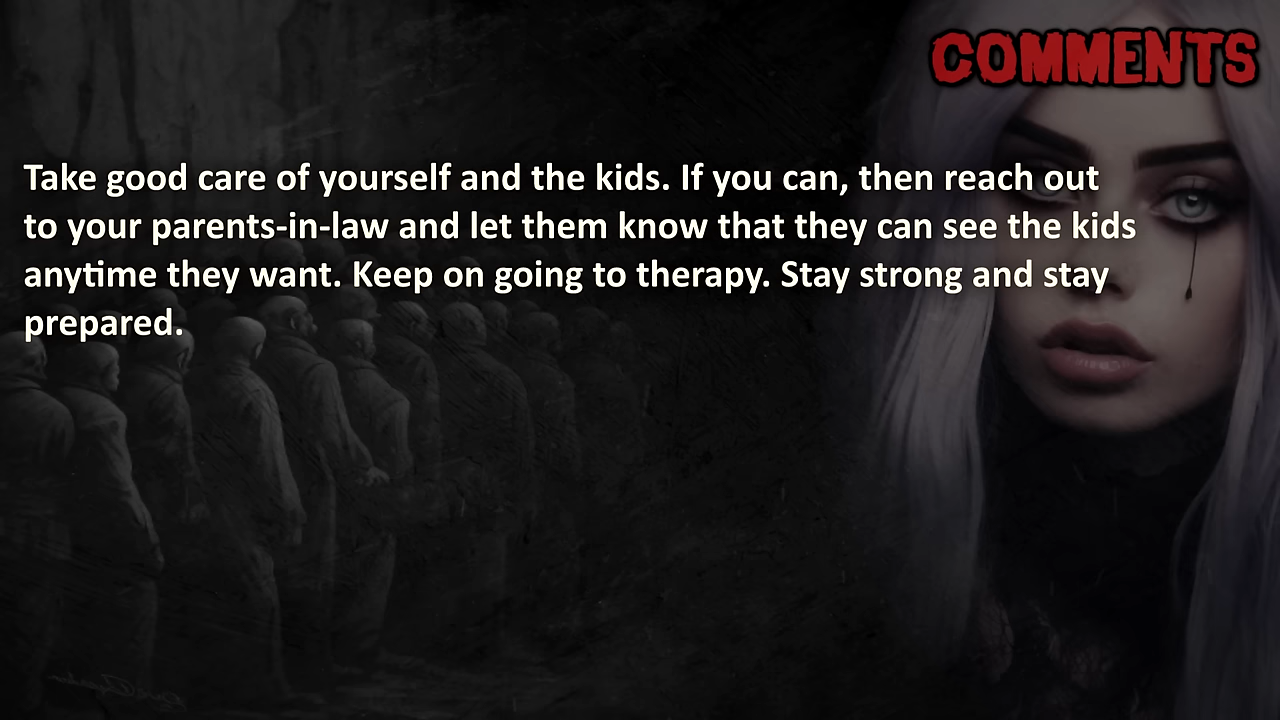 COMMENTS
Take good care of yourself and the kids. If you can, then reach out
to your parents-in-law and let them know that they can see the kids
anytime they want. Keep on going to therapy. Stay strong and stay
prepared.